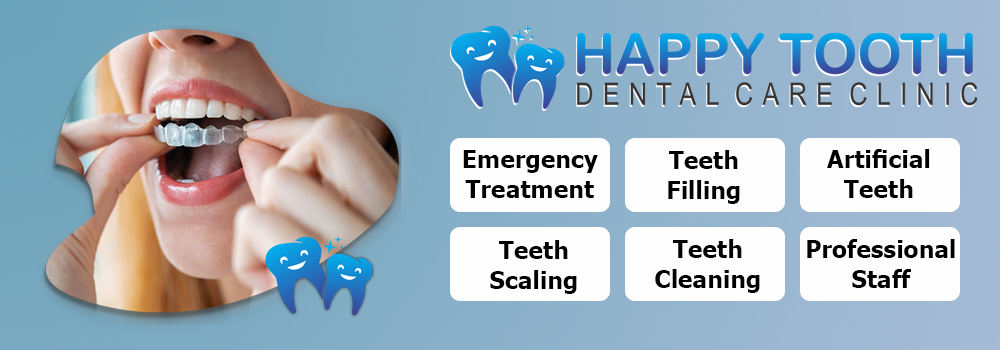 HAPPY TOOTH
DENTAL CARE CLINIC
Emergency
Treatment
Teeth
Filling
Artificial
Teeth
Teeth
Scaling
Teeth
Cleaning
Professional
Staff